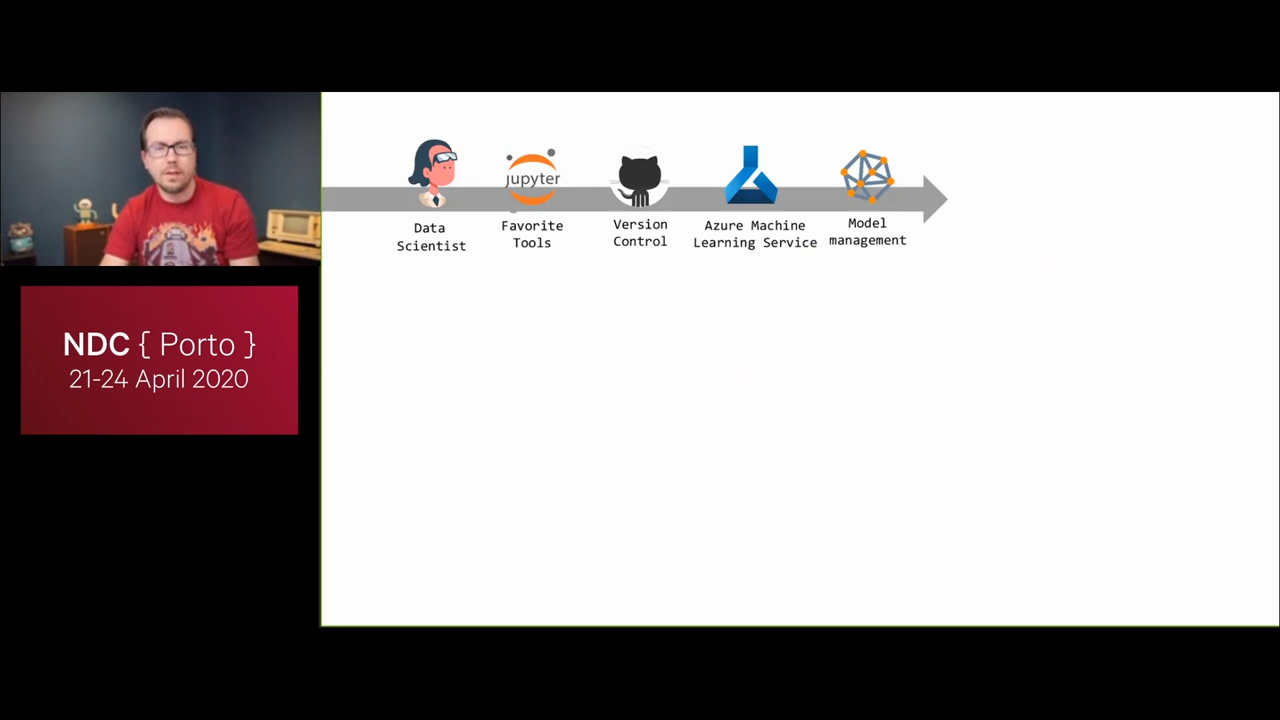 NDC { Porto }
21-24 April 2020
jupyter
Data
Scientist
Favorite
Tools
Version
Control
Azure Machine
Learning Service
Model
management